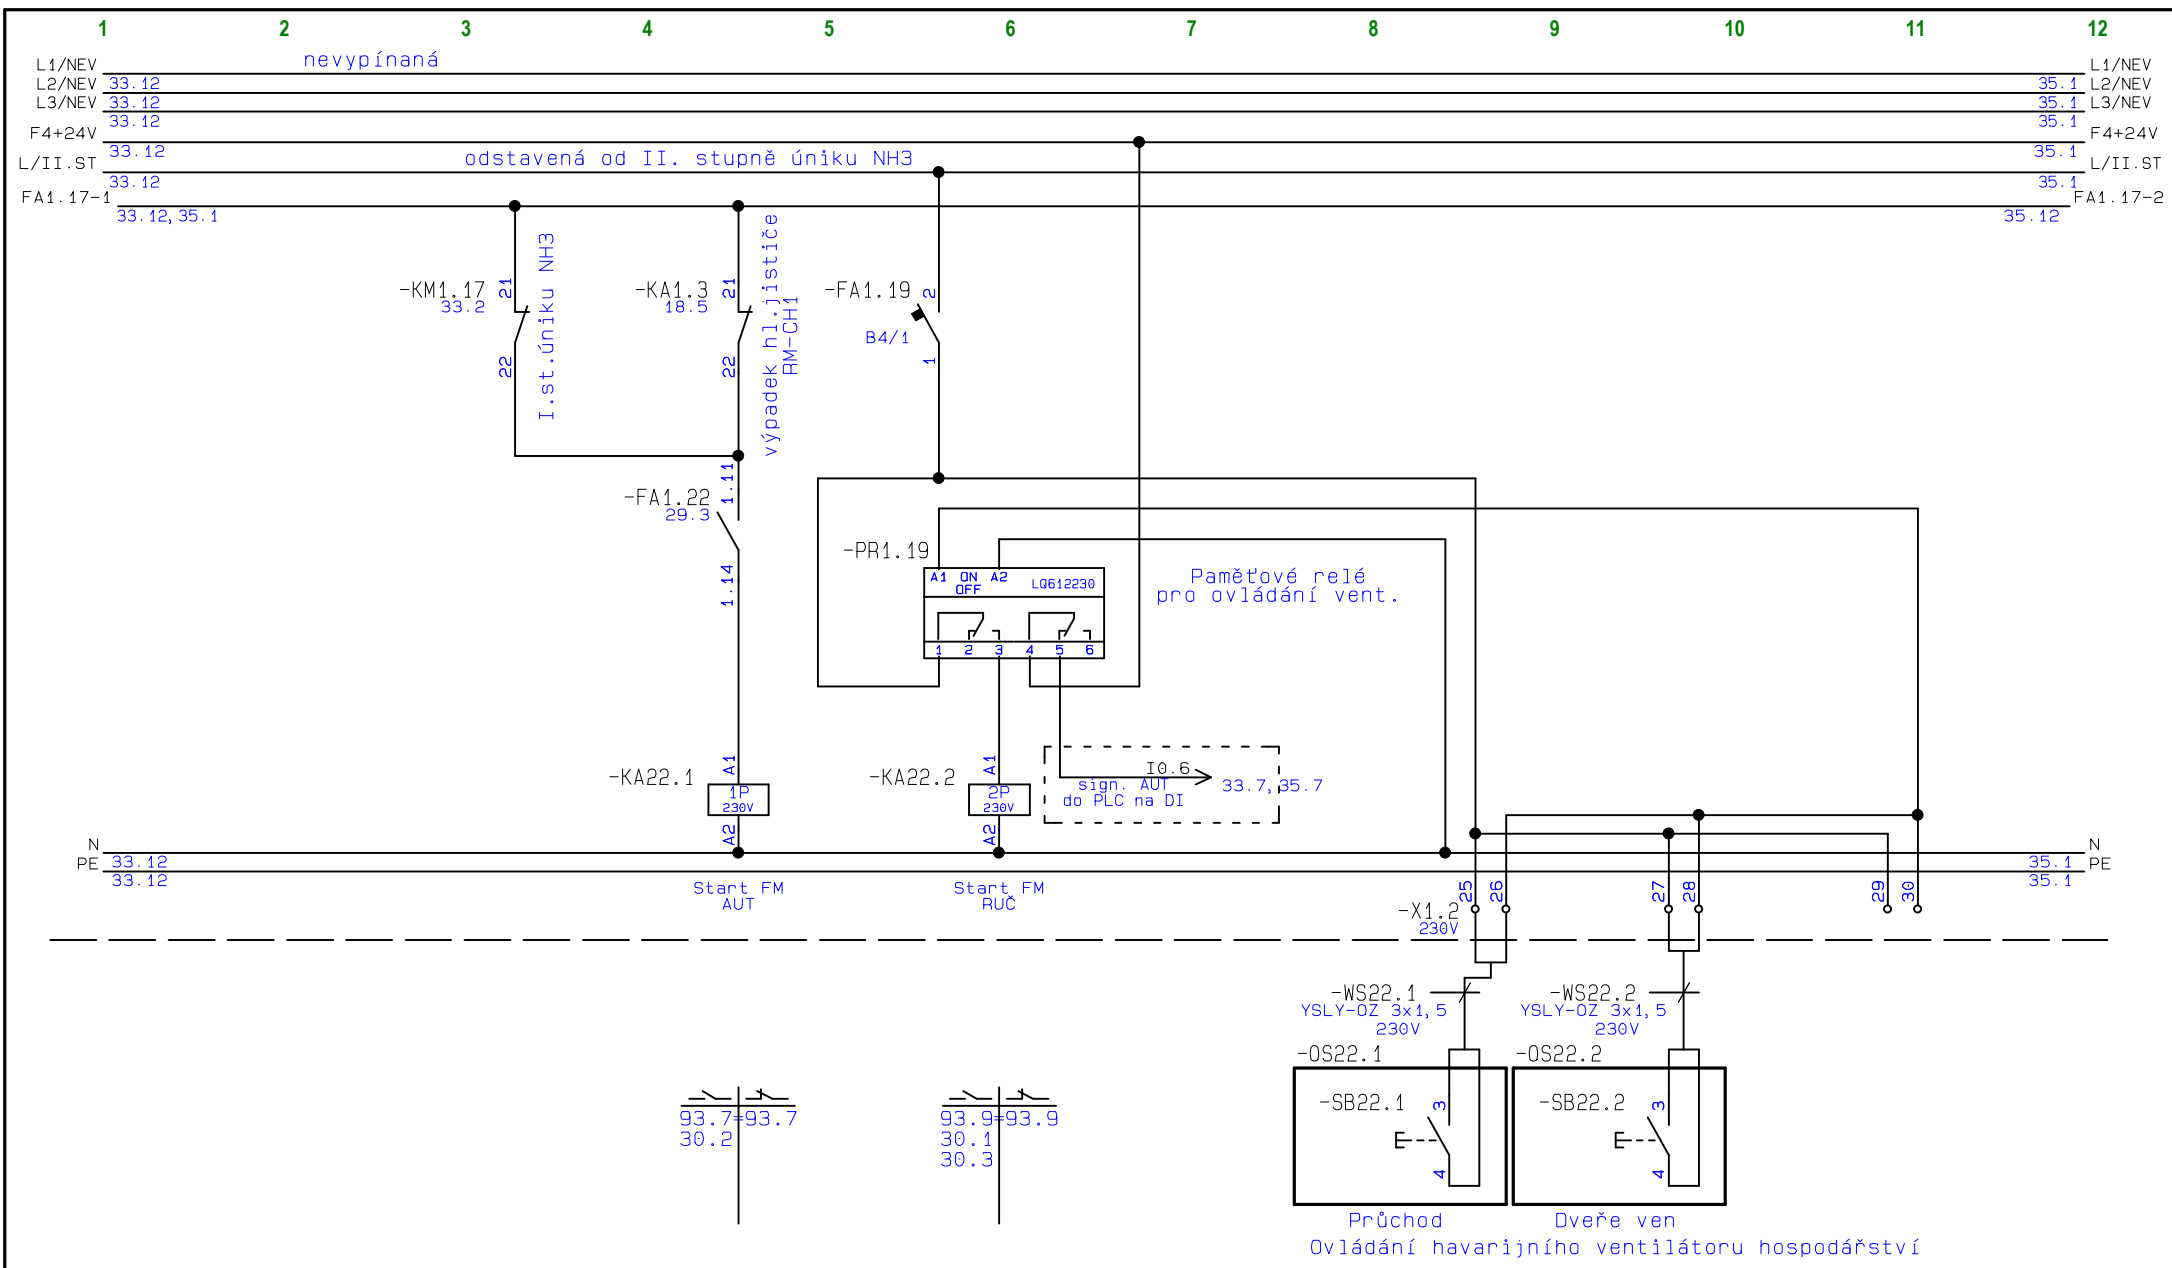 1 2 3 4 5 6 7 8 9 10 11 12
nevypínaná
L1/NEV
L1/NEV
L2/NEV 33.12
35.1 L2/NEV
L3/NEV 33.12
35.1 L3/NEV
33.12
35.1
F4+24V
F4+24V
33.12
35.1
odstavená od II. stupně úniku NH3
L/II.ST
L/II.ST
33.12
35.1
FA1.17-1
FA1.17-2
33.12,35.1
35.12
-KM1.17
33.2
21
22
I.st.úniku NH3
-KA1.3
18.5
21
22
výpadek hl.jističe
RM-CH1
-FA1.19
B4/1
2
1
-FA1.22
29.3
1.11
1.14
-PR1.19
A1 ON A2 LQ612230
OFF
1 2 3 4 5 6
Paměťové relé
pro ovládání vent.
-KA22.1
A1
1P
230V
A2
-KA22.2
A1
2P
230V
A2
I0.6
sign. AUT
do PLC na DI
33.7,35.7
N
N
PE 33.12
35.1 PE
33.12
35.1
Start FM
AUT
Start FM
RUČ
-X1.2
230V
25
26
27
28
29
30
-WS22.1
YSLY-OZ 3x1,5
230V
-WS22.2
YSLY-OZ 3x1,5
230V
-OS22.1
-OS22.2
-SB22.1
3
4
-SB22.2
3
4
93.7=93.7
30.2
93.9=93.9
30.1
30.3
Průchod
Dveře ven
Ovládání havarijního ventilátoru hospodářství